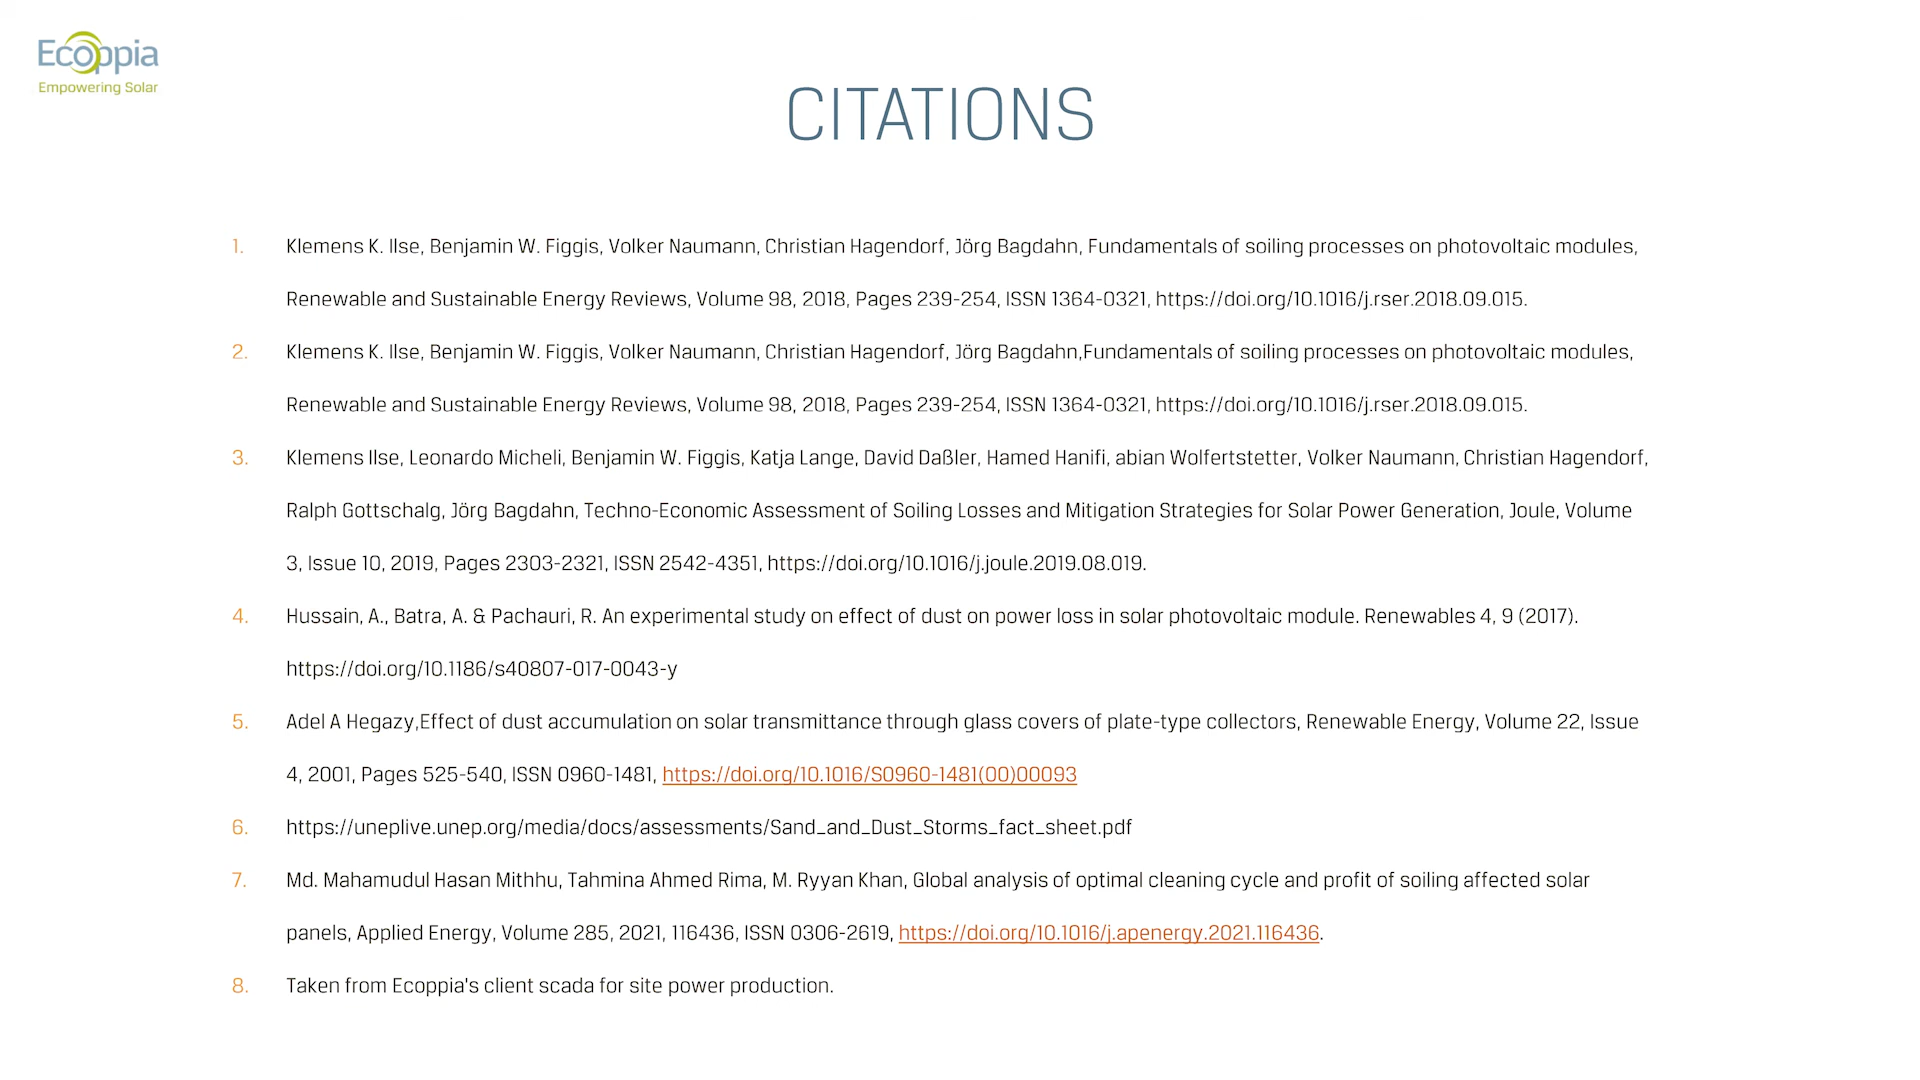 Ecoppia
Empowering Solar
CITATIONS
1. Klemens K. Ilse, Benjamin W. Figgis, Volker Naumann, Christian Hagendorf, Jörg Bagdahn, Fundamentals of soiling processes on photovoltaic modules,
Renewable and Sustainable Energy Reviews, Volume 98, 2018, Pages 239-254, ISSN 1364-0321, https://doi.org/10.1016/j.rser.2018.09.015.
2. Klemens K. Ilse, Benjamin W. Figgis, Volker Naumann, Christian Hagendorf, Jörg Bagdahn,Fundamentals of soiling processes on photovoltaic modules,
Renewable and Sustainable Energy Reviews, Volume 98, 2018, Pages 239-254, ISSN 1364-0321, https://doi.org/10.1016/j.rser.2018.09.015.
3. Klemens Ilse, Leonardo Micheli, Benjamin W. Figgis, Katja Lange, David Daßler, Hamed Hanifi, abian Wolfertstetter, Volker Naumann, Christian Hagendorf,
Ralph Gottschalg, Jörg Bagdahn, Techno-Economic Assessment of Soiling Losses and Mitigation Strategies for Solar Power Generation, Joule, Volume
3, Issue 10, 2019, Pages 2303-2321, ISSN 2542-4351, https://doi.org/10.1016/j.joule.2019.08.019.
4. Hussain, A., Batra, A. & Pachauri, R. An experimental study on effect of dust on power loss in solar photovoltaic module. Renewables 4, 9 (2017).
https://doi.org/10.1186/s40807-017-0043-y
5. Adel A Hegazy,Effect of dust accumulation on solar transmittance through glass covers of plate-type collectors, Renewable Energy, Volume 22, Issue
4, 2001, Pages 525-540, ISSN 0960-1481, https://doi.org/10.1016/S0960-1481(00)00093
6. https://uneplive.unep.org/media/docs/assessments/Sand_and_Dust_Storms_fact_sheet.pdf
7. Md. Mahamudul Hasan Mithhu, Tahmina Ahmed Rima, M. Ryyan Khan, Global analysis of optimal cleaning cycle and profit of soiling affected solar
panels, Applied Energy, Volume 285, 2021, 116436, ISSN 0306-2619, https://doi.org/10.1016/j.apenergy.2021.116436.
8. Taken from Ecoppia's client scada for site power production.